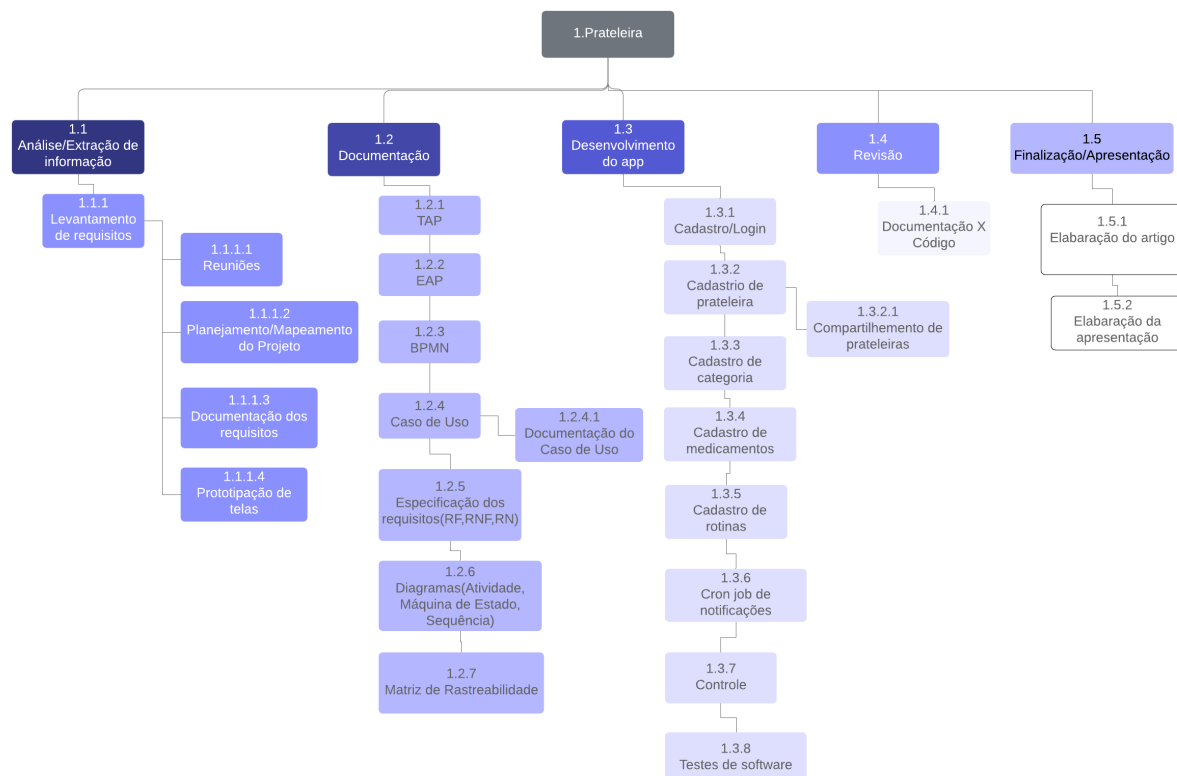 1.Prateleira
1.1
Análise/Extração de
informação
1.1.1
Levantamento
de requisitos
1.1.1.1
Reuniões
1.1.1.2
Planejamento/Mapeamento
do Projeto
1.1.1.3
Documentação dos
requisitos
1.1.1.4
Prototipação de
telas
1.2
Documentação
1.2.1
TAP
1.2.2
EAP
1.2.3
BPMN
1.2.4
Caso de Uso
1.2.4.1
Documentação do
Caso de Uso
1.2.5
Especificação dos
requisitos(RF,RNF,RN)
1.2.6
Diagramas(Atividade,
Máquina de Estado,
Sequência)
1.2.7
Matriz de Rastreabilidade
1.3
Desenvolvimento
do app
1.3.1
Cadastro/Login
1.3.2
Cadastrio de
prateleira
1.3.2.1
Compartilhemento de
prateleiras
1.3.3
Cadastro de
categoria
1.3.4
Cadastro de
medicamentos
1.3.5
Cadastro de
rotinas
1.3.6
Cron job de
notificações
1.3.7
Controle
1.3.8
Testes de software
1.4
Revisão
1.4.1
Documentação X
Código
1.5
Finalização/Apresentação
1.5.1
Elabaração do artigo
1.5.2
Elabaração da
apresentação